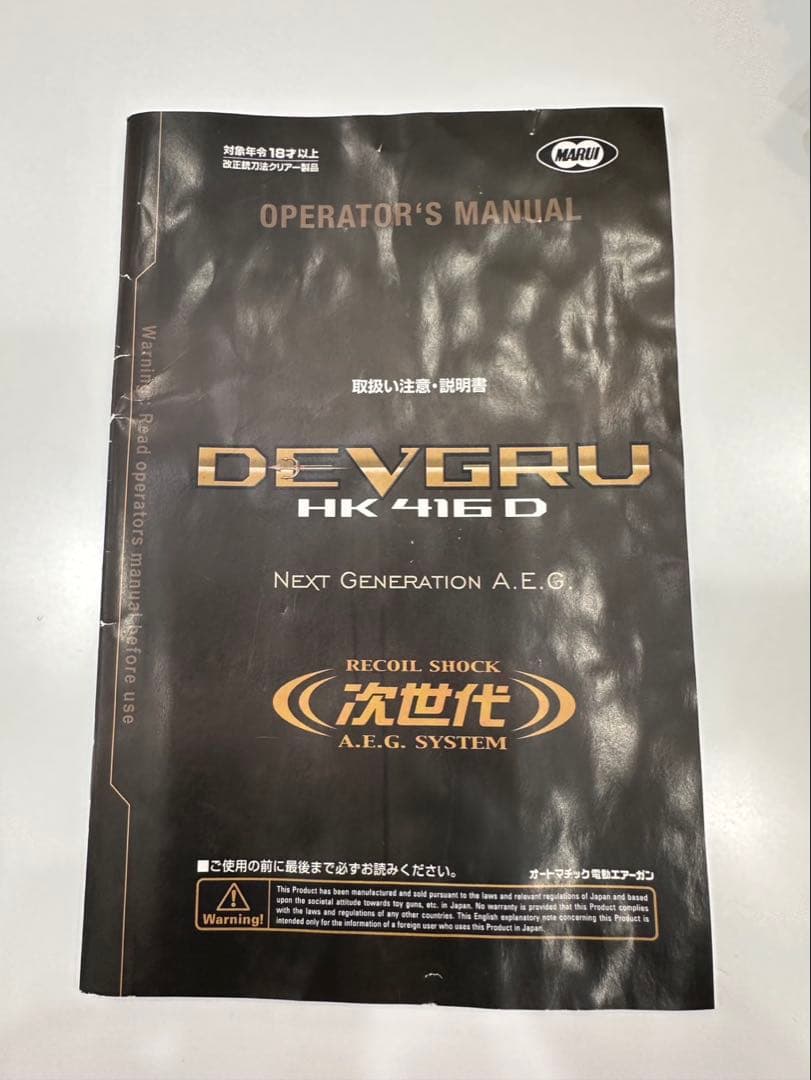 対象年令18才以上
改正銃刀法クリアー製品
MARUI
OPERATOR‘S MANUAL
Warning: Read operators manual before use
取扱い注意・説明書
DEVGRU
HK 416 D
NEXT GENERATION A.E.G.
RECOIL SHOCK
次世代
A.E.G. SYSTEM
■ご使用の前に最後まで必ずお読みください。
オートマチック電動エアーガン
Warning!
This Product has been manufactured and sold pursuant to the laws and relevant regulations of Japan and based
upon the societal attitude towards toy guns, etc. in Japan. No warranty is provided that this Product complies
with the laws and regulations of any other countries. This English explanatory note concerning this Product is
intended only for the information of a foreign user who uses this Product in Japan.